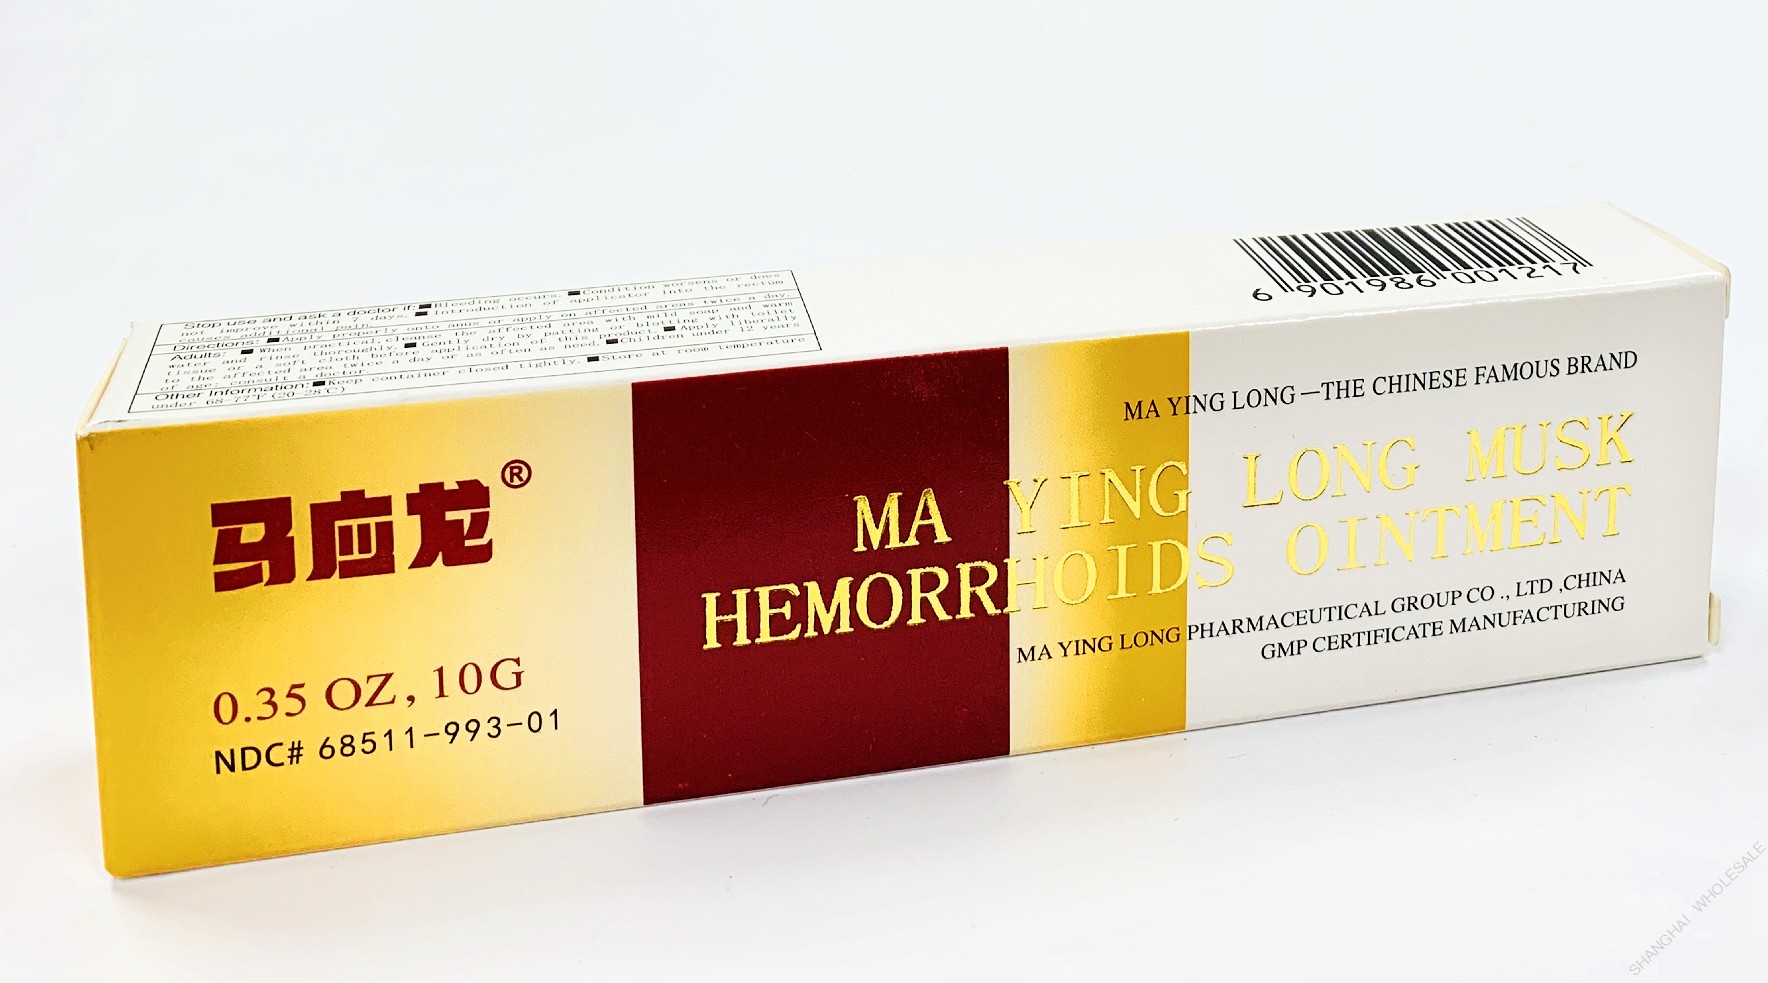 Stop use and ask a doctor if: ■Bleeding occurs. ■Condition worsens or does
not improve within 7 days. ■Introduction of applicator into the rectum
causes additional pain.
Directions: ■Apply properly onto anus or apply on affected areas twice a day.
Adults: ■When practical, cleanse the affected area with mild soap and warm
water and rinse thoroughly. ■Gently dry by patting or blotting with toilet
tissue or a soft cloth before application of this product. ■Apply liberally
to the affected area twice a day or as often as need. ■Children under 12 years
of age: consult a doctor.
Other Information: ■Keep container closed tightly. ■Store at room temperature
under 68-77℉(20-28℃)
6 901986 001217
马应龙®
0.35 OZ, 10G
NDC# 68511-993-01
MA YING LONG—THE CHINESE FAMOUS BRAND
MA YING LONG MUSK
HEMORRHOIDS OINTMENT
MA YING LONG PHARMACEUTICAL GROUP CO ., LTD ,CHINA
GMP CERTIFICATE MANUFACTURING
SHANGHAI WHOLESALE